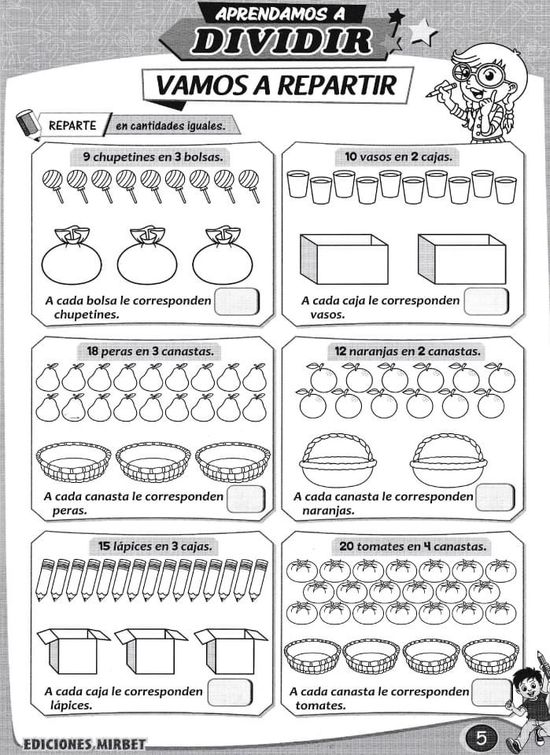 APRENDAMOS A
DIVIDIR
VAMOS A REPARTIR
REPARTE en cantidades iguales.
9 chupetines en 3 bolsas.
A cada bolsa le corresponden
chupetines.
10 vasos en 2 cajas.
A cada caja le corresponden
vasos.
18 peras en 3 canastas.
A cada canasta le corresponden
peras.
12 naranjas en 2 canastas.
A cada canasta le corresponden
naranjas.
15 lápices en 3 cajas.
A cada caja le corresponden
lápices.
20 tomates en 4 canastas.
A cada canasta le corresponden
tomates.
EDICIONES MIRBET
5